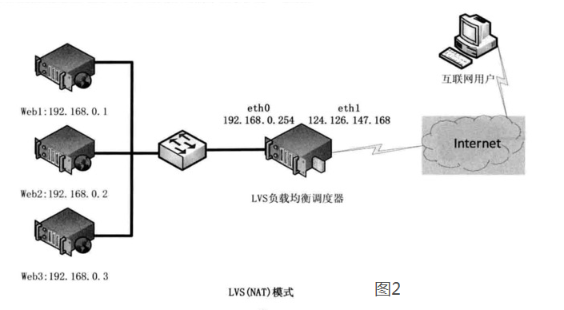 Web1:192.168.0.1
Web2:192.168.0.2
Web3:192.168.0.3
eth0
192.168.0.254
eth1
124.126.147.168
LVS负载均衡调度器
互联网用户
Internet
LVS(NAT)模式
图2